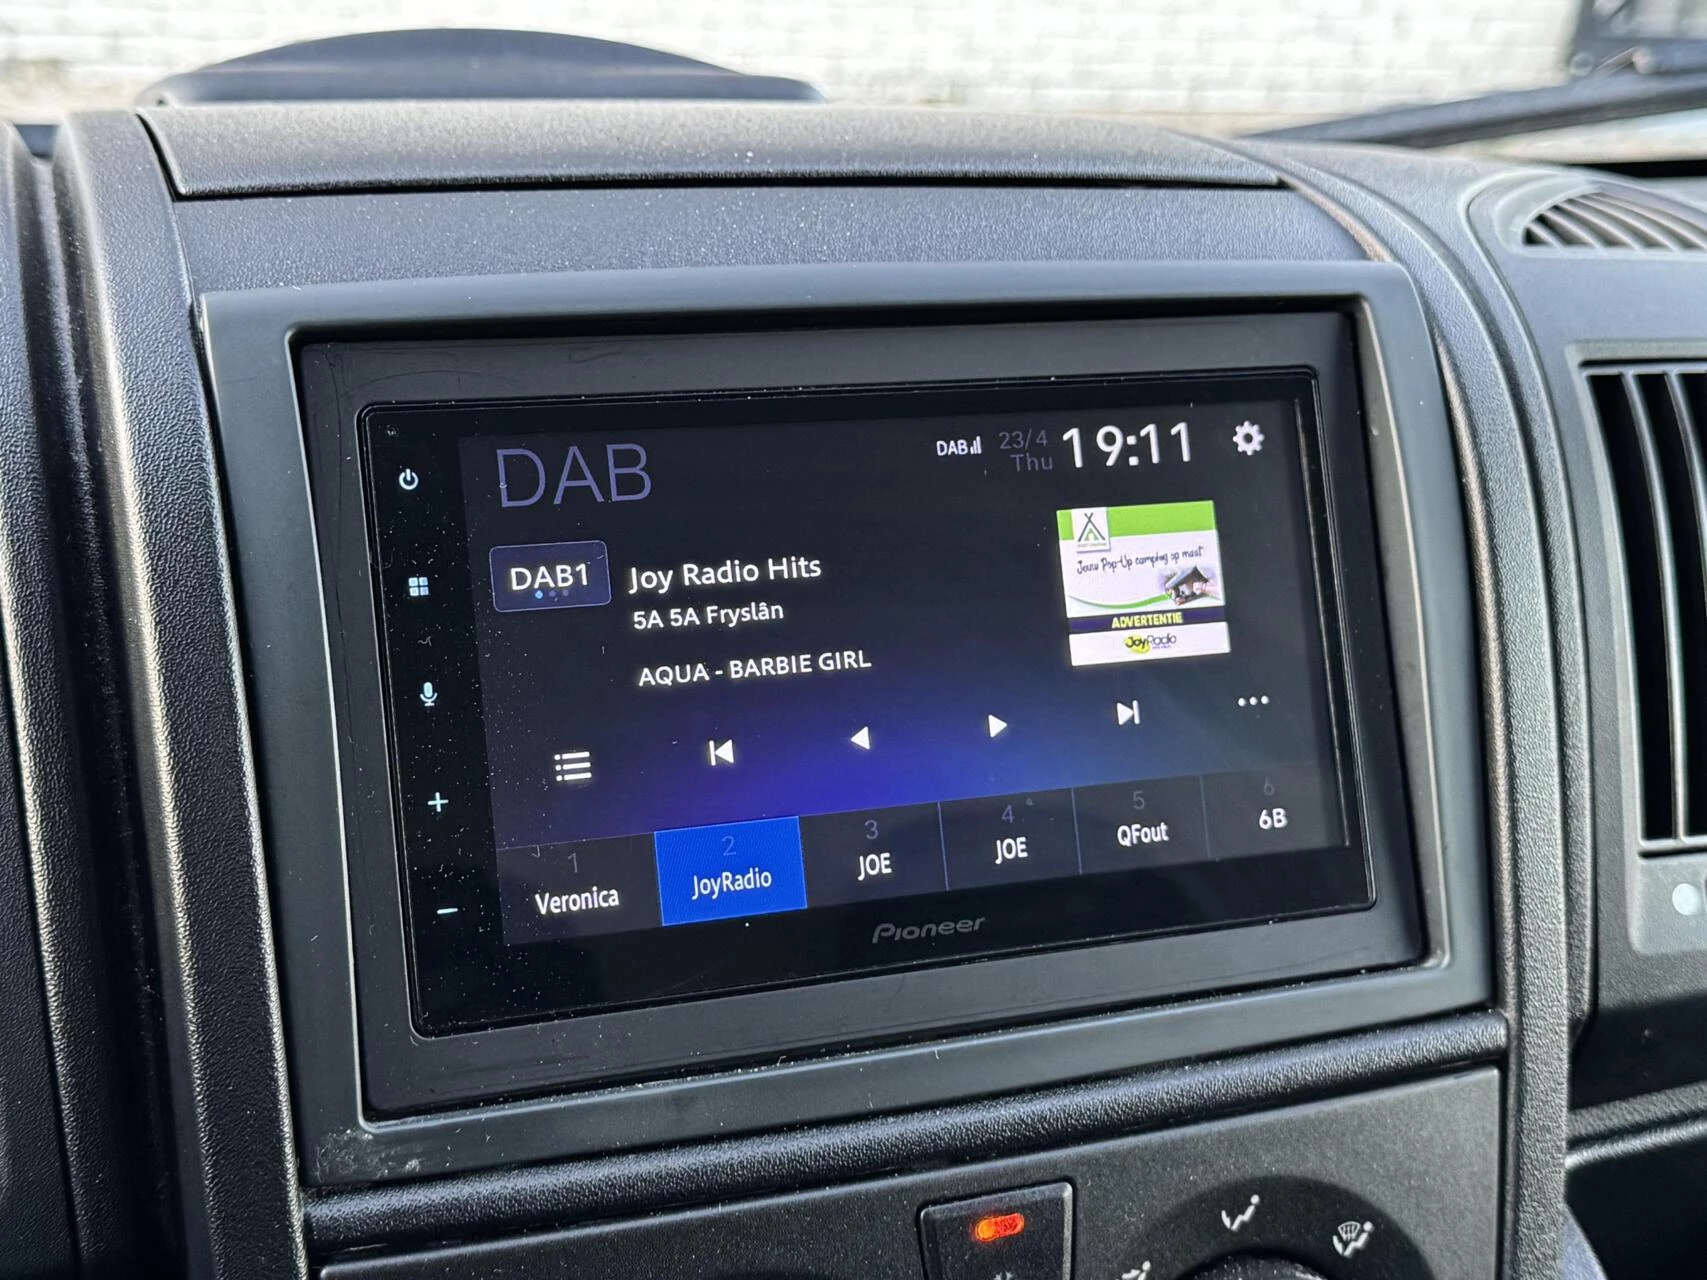 DAB
DAB 23/4 19:11
Thu
DAB1
Joy Radio Hits
5A 5A Fryslân
AQUA - BARBIE GIRL
Jouw Pop-Up camping op maat
ADVERTENTIE
JoyRadio
1 2 3 4 5 6
Veronica JoyRadio JOE JOE QFout 6B
Pioneer